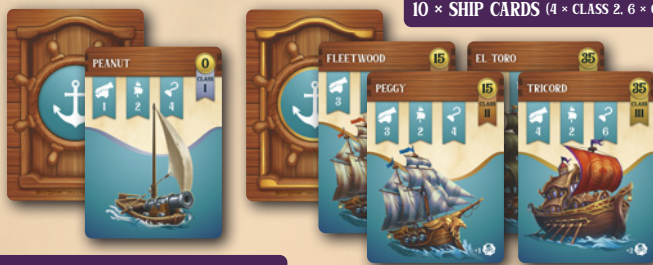 10 × SHIP CARDS (4 × CLASS 2, 6 ×
PEANUT
0
CLASS
I
1
2
4
FLEETWOOD
15
3
PEGGY
15
CLASS
II
3
2
4
EL TORO
35
TRICORD
35
CLASS
III
4
2
6